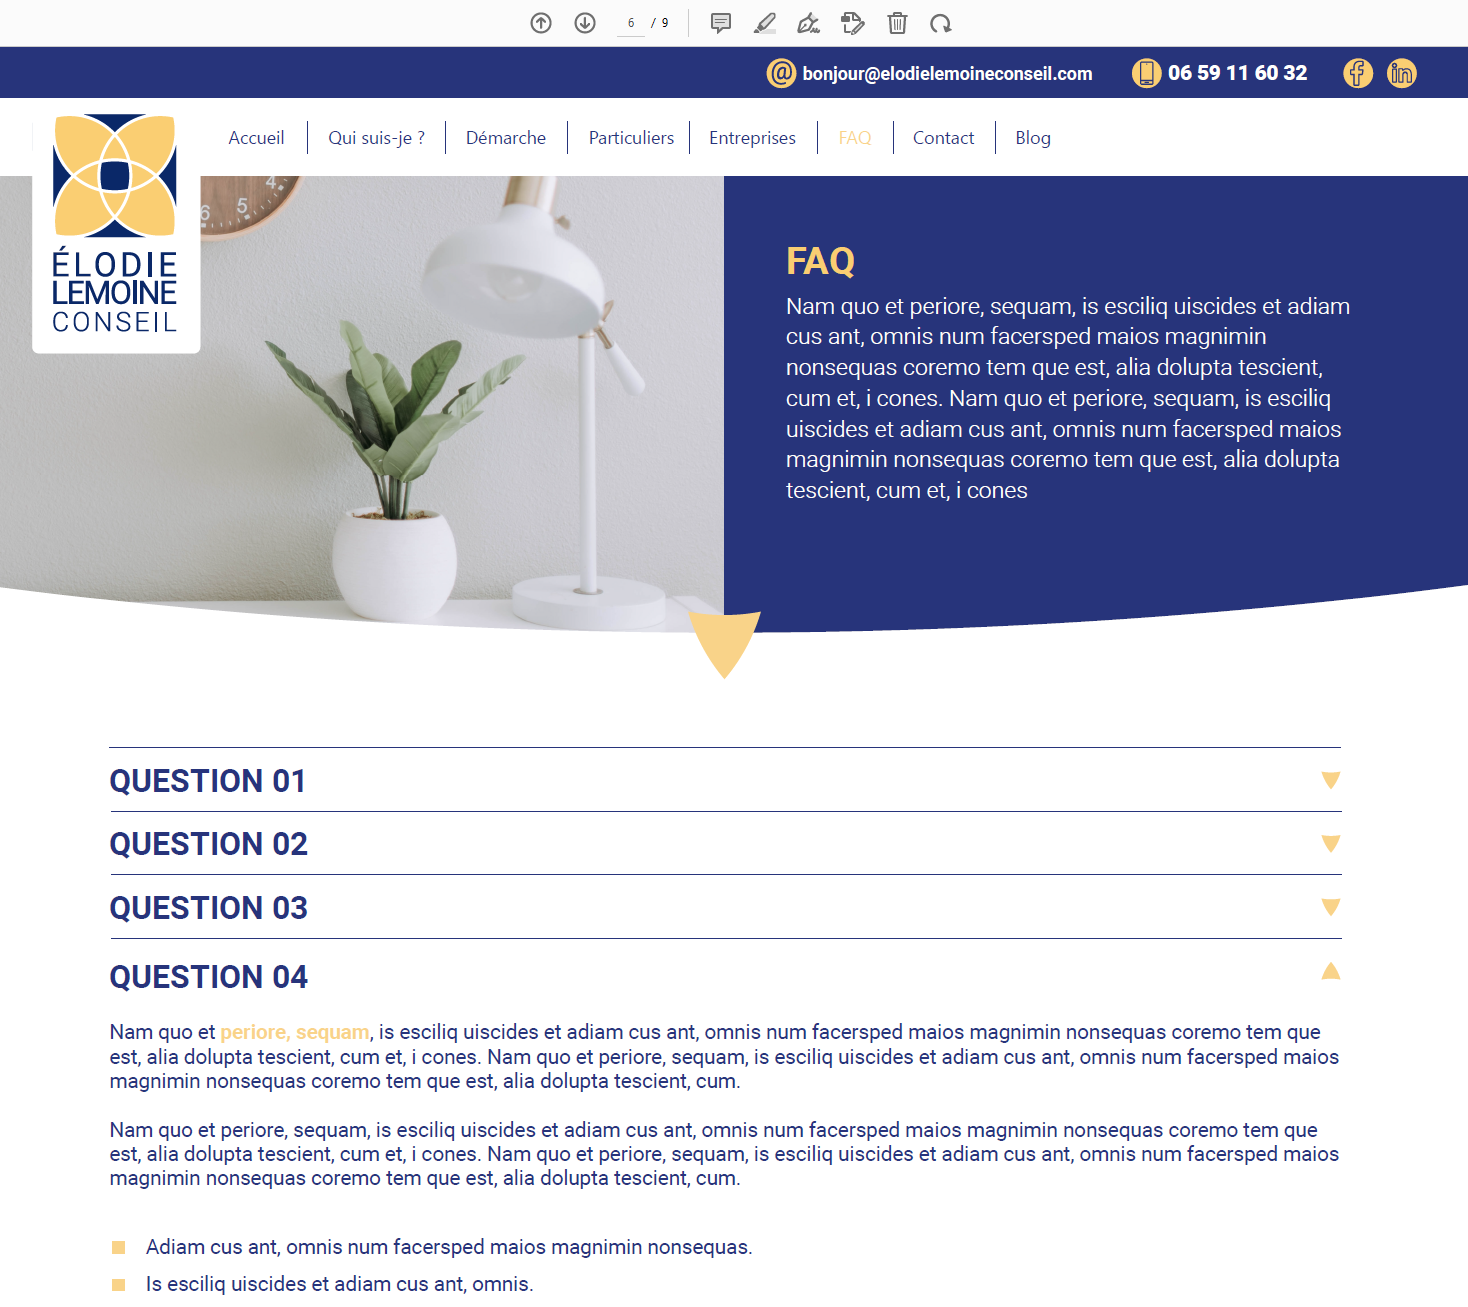 6 / 9
bonjour@elodielemoineconseil.com 06 59 11 60 32
Accueil Qui suis-je ? Démarche Particuliers Entreprises FAQ Contact Blog
ÉLODIE
LEMOINE
CONSEIL
4
5
6
FAQ
Nam quo et periore, sequam, is esciliq uiscides et adiam
cus ant, omnis num facersped maios magnimin
nonsequas coremo tem que est, alia dolupta tescient,
cum et, i cones. Nam quo et periore, sequam, is esciliq
uiscides et adiam cus ant, omnis num facersped maios
magnimin nonsequas coremo tem que est, alia dolupta
tescient, cum et, i cones
QUESTION 01
QUESTION 02
QUESTION 03
QUESTION 04
Nam quo et periore, sequam, is esciliq uiscides et adiam cus ant, omnis num facersped maios magnimin nonsequas coremo tem que
est, alia dolupta tescient, cum et, i cones. Nam quo et periore, sequam, is esciliq uiscides et adiam cus ant, omnis num facersped maios
magnimin nonsequas coremo tem que est, alia dolupta tescient, cum.
Nam quo et periore, sequam, is esciliq uiscides et adiam cus ant, omnis num facersped maios magnimin nonsequas coremo tem que
est, alia dolupta tescient, cum et, i cones. Nam quo et periore, sequam, is esciliq uiscides et adiam cus ant, omnis num facersped maios
magnimin nonsequas coremo tem que est, alia dolupta tescient, cum.
Adiam cus ant, omnis num facersped maios magnimin nonsequas.
Is esciliq uiscides et adiam cus ant, omnis.